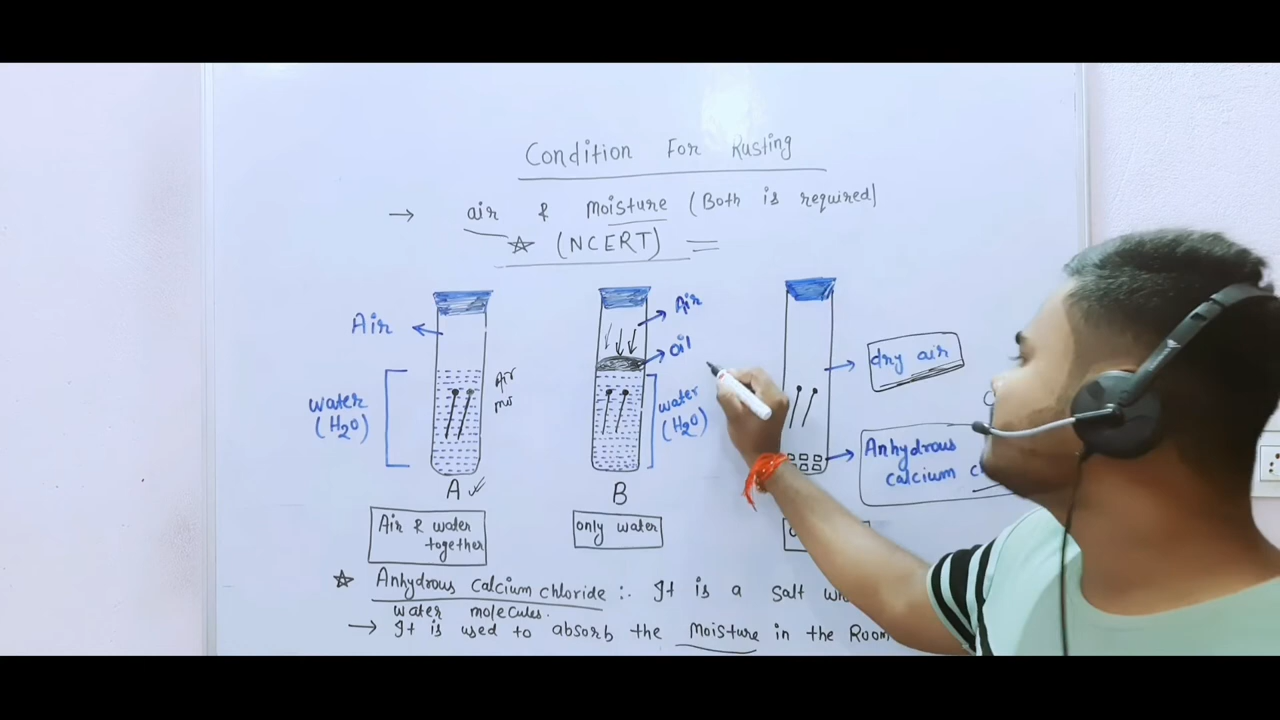 Condition For Rusting
→ air & Moisture (Both is required)
☆ (NCERT) =
Air
water
(H2O)
Air
A ✓
Air & water
together
Air
Oil
water
(H2O)
B
only water
dry air
Anhydrous
calcium
☆ Anhydrous Calcium chloride :. It is a salt
water molecules.
→ It is used to absorb the Moisture in the Room